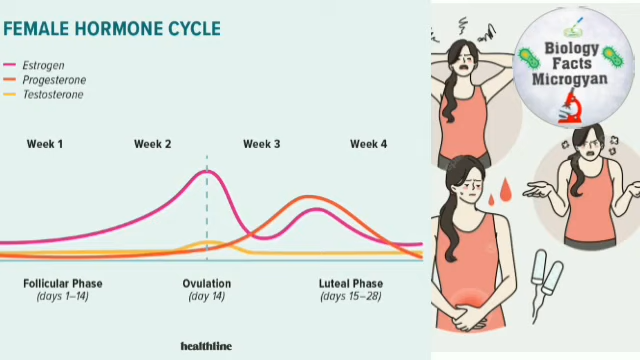 FEMALE HORMONE CYCLE
Estrogen
Progesterone
Testosterone
Week 1 Week 2 Week 3 Week 4
Follicular Phase
(days 1–14)
Ovulation
(day 14)
Luteal Phase
(days 15–28)
healthline
Biology
Facts
Microgyan